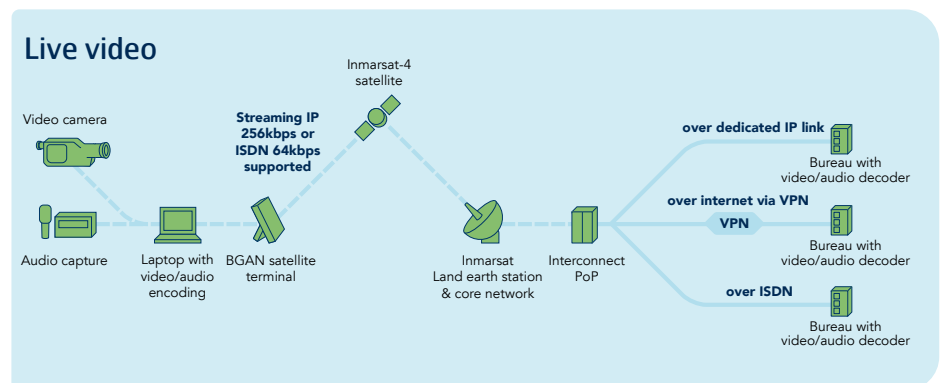 Live video
Inmarsat-4
satellite
Video camera
Streaming IP
256kbps or
ISDN 64kbps
supported
Audio capture
Laptop with
video/audio
encoding
BGAN satellite
terminal
Inmarsat
Land earth station
& core network
Interconnect
PoP
over dedicated IP link
Bureau with
video/audio decoder
over internet via VPN
VPN
Bureau with
video/audio decoder
over ISDN
Bureau with
video/audio decoder